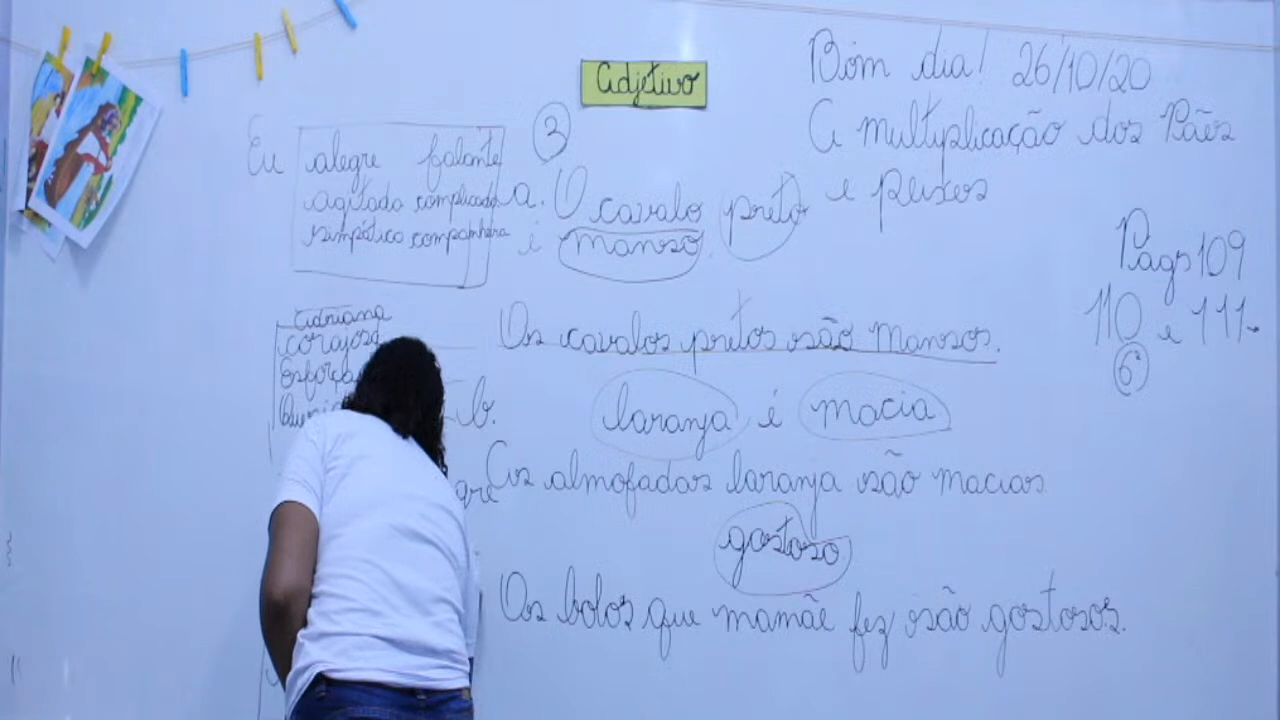 Adjetivo
Bom dia! 26/10/20
A multiplicação dos Pães
e peixes
Pags 109
110 e 111.
6
Eu alegre falante
agitado complicado
simpático companheira
3
a. O cavalo preto
é manso.
Os cavalos pretos são mansos.
Adriana
corajosa
b. laranja é macia
As almofadas laranja são macias
gostoso
Os bolos que mamãe fez são gostosos.